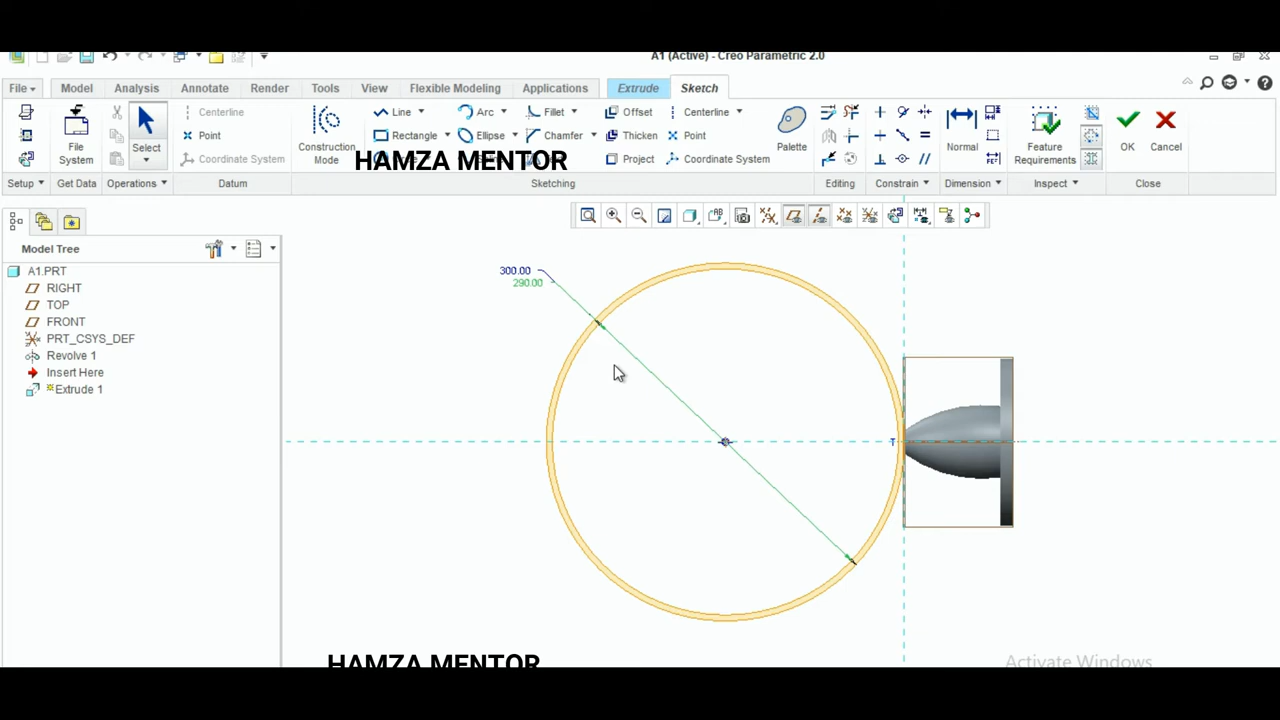 A1 (Active) - Creo Parametric 2.0
File Model Analysis Annotate Render Tools View Flexible Modeling Applications Extrude Sketch
Centerline Line Arc Fillet Offset Centerline
Point Rectangle Ellipse Chamfer Thicken Point
Coordinate System Project Coordinate System
File System
Select
Construction Mode
Palette
Normal
Feature Requirements
OK
Cancel
HAMZA MENTOR
Setup Get Data Operations Datum Sketching Editing Constrain Dimension Inspect Close
Model Tree
A1.PRT
RIGHT
TOP
FRONT
PRT_CSYS_DEF
Revolve 1
Insert Here
Extrude 1
300.00
290.00
T
HAMZA MENTOR
Activate Windows